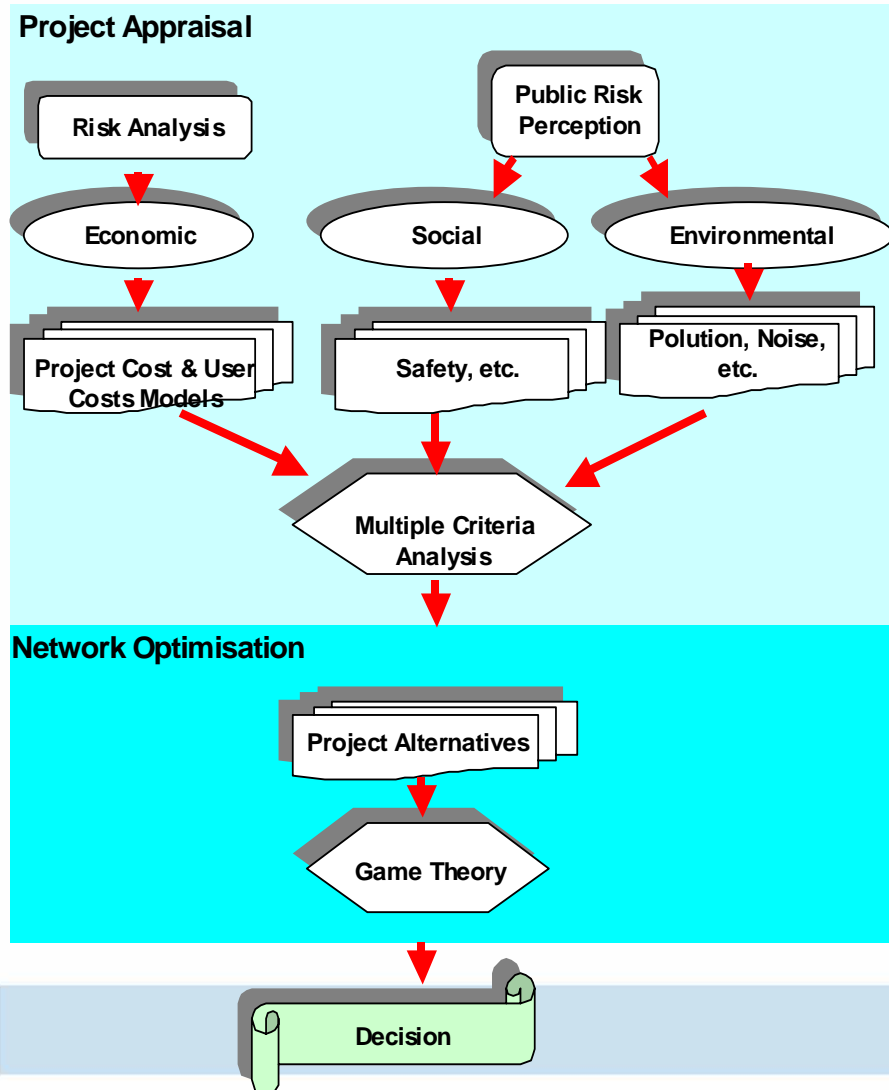 Project Appraisal
Risk Analysis
Public Risk
Perception
Economic
Social
Environmental
Project Cost & User
Costs Models
Safety, etc.
Polution, Noise,
etc.
Multiple Criteria
Analysis
Network Optimisation
Project Alternatives
Game Theory
Decision